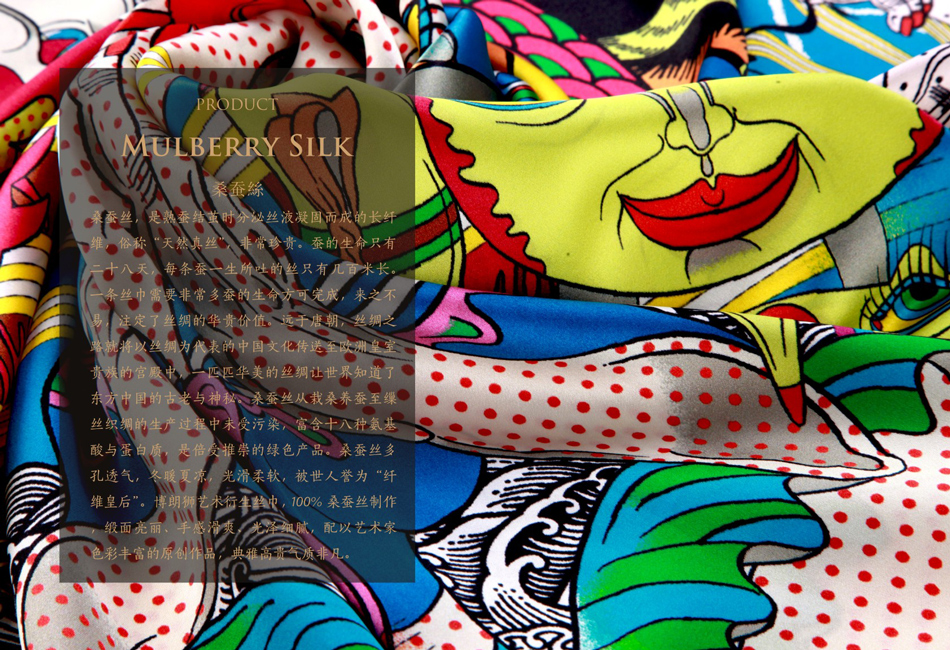 PRODUCT
MULBERRY SILK
桑蚕絲
桑蚕丝，是熟蚕结茧时分泌丝液凝固而成的长纤
维，俗称“天然真丝”，非常珍贵。蚕的生命只有
二十八天，每条蚕一生所吐的丝只有几百米长。
一条丝巾需要非常多蚕的生命方可完成，来之不
易，注定了丝绸的华贵价值。远于唐朝，丝绸之
路就将以丝绸为代表的中国文化传送至欧洲皇室
贵族的宫殿中，一匹匹华美的丝绸让世界知道了
东方中国的古老与神秘。桑蚕丝从栽桑养蚕至缫
丝织绸的生产过程中未受污染，富含十八种氨基
酸与蛋白质，是倍受推崇的绿色产品。桑蚕丝多
孔透气，冬暖夏凉，光滑柔软，被世人誉为“纤
维皇后”。博朗狮艺术衍生丝巾，100% 桑蚕丝制作
，缎面亮丽、手感滑爽、光泽细腻，配以艺术家
色彩丰富的原创作品，典雅高贵气质非凡。